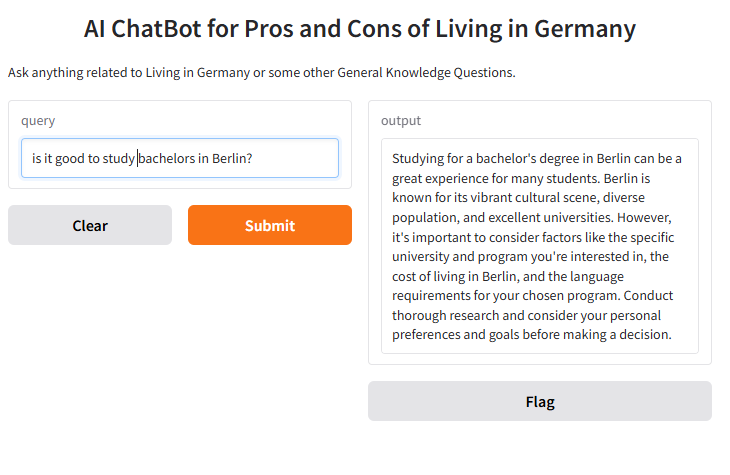 AI ChatBot for Pros and Cons of Living in Germany
Ask anything related to Living in Germany or some other General Knowledge Questions.
query
is it good to study bachelors in Berlin?
Clear
Submit
output
Studying for a bachelor's degree in Berlin can be a
great experience for many students. Berlin is
known for its vibrant cultural scene, diverse
population, and excellent universities. However,
it's important to consider factors like the specific
university and program you're interested in, the
cost of living in Berlin, and the language
requirements for your chosen program. Conduct
thorough research and consider your personal
preferences and goals before making a decision.
Flag